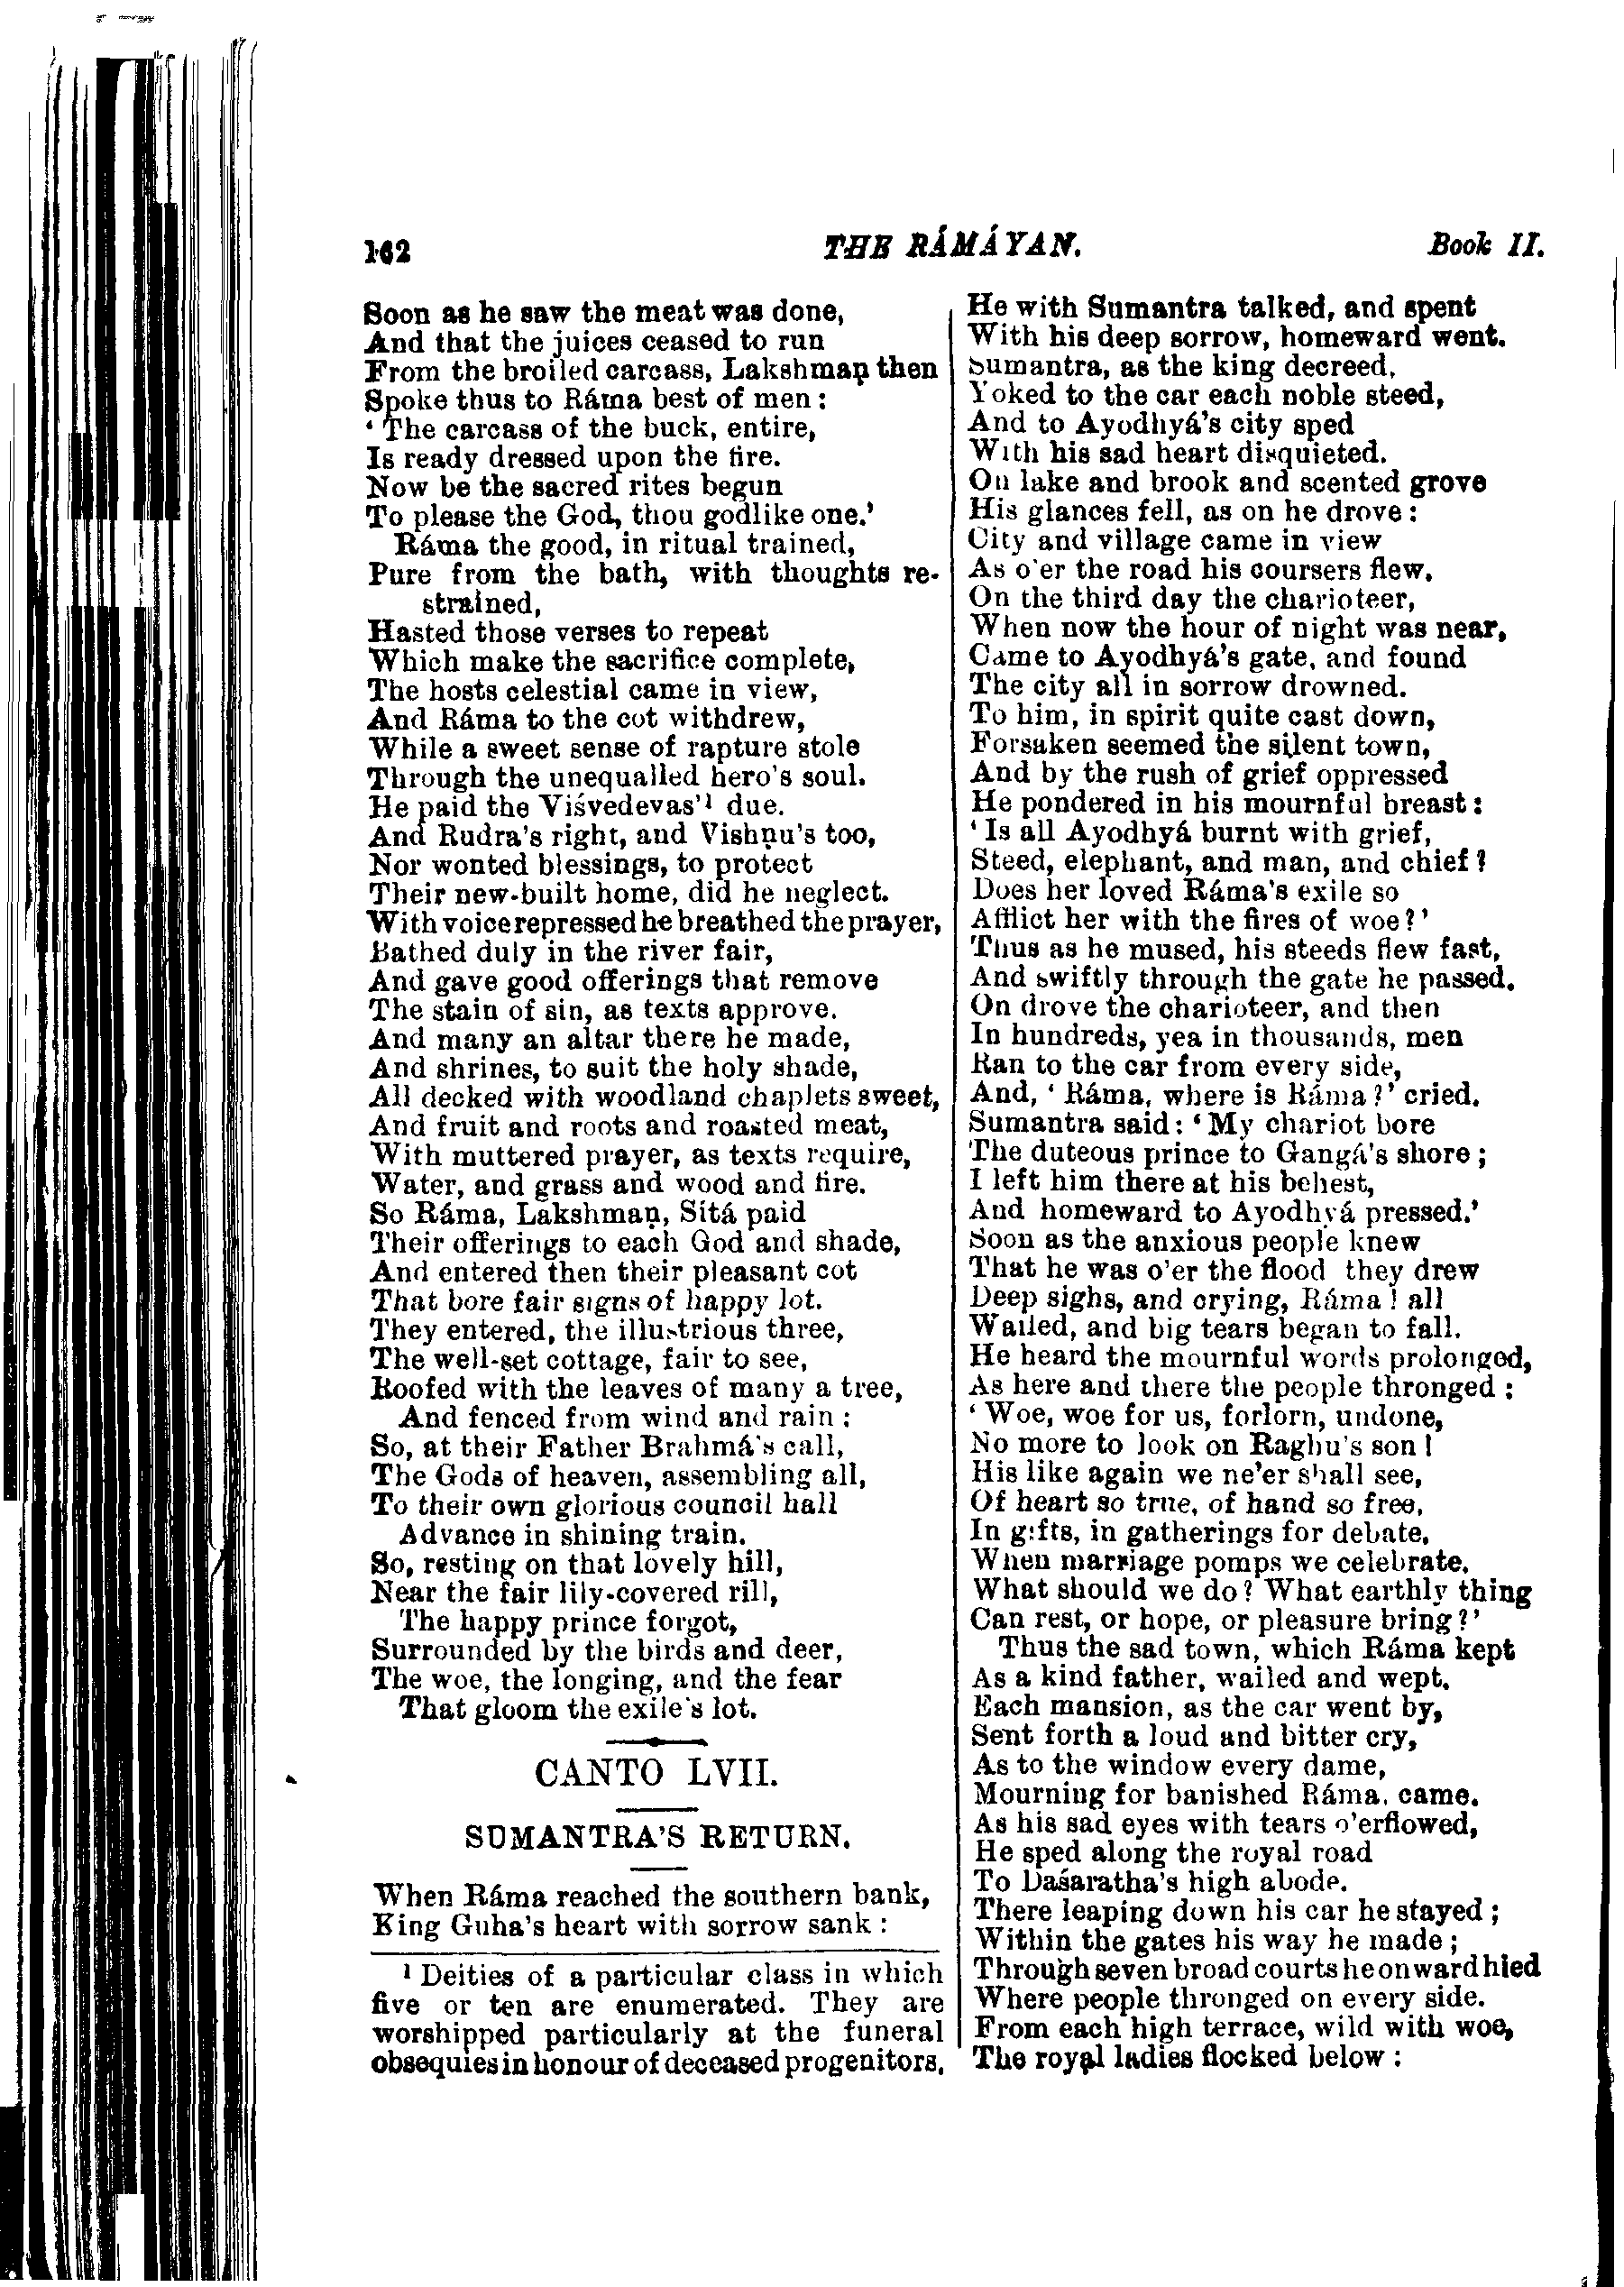 162
THE RÁMÁYAN.
Book II.
Soon as he saw the meat was done,
And that the juices ceased to run
From the broiled carcass, Lakshmaṇ then
Spoke thus to Ráma best of men:
‘ The carcass of the buck, entire,
Is ready dressed upon the fire.
Now be the sacred rites begun
To please the God, thou godlike one.’
Ráma the good, in ritual trained,
Pure from the bath, with thoughts re-
strained,
Hasted those verses to repeat
Which make the sacrifice complete,
The hosts celestial came in view,
And Ráma to the cot withdrew,
While a sweet sense of rapture stole
Through the unequalled hero's soul.
He paid the Viśvedevas'¹ due.
And Rudra's right, and Vishṇu's too,
Nor wonted blessings, to protect
Their new-built home, did he neglect.
With voice repressed he breathed the prayer,
Bathed duly in the river fair,
And gave good offerings that remove
The stain of sin, as texts approve.
And many an altar there he made,
And shrines, to suit the holy shade,
All decked with woodland chaplets sweet,
And fruit and roots and roasted meat,
With muttered prayer, as texts require,
Water, and grass and wood and fire.
So Ráma, Lakshmaṇ, Sítá paid
Their offerings to each God and shade,
And entered then their pleasant cot
That bore fair signs of happy lot.
They entered, the illustrious three,
The well-set cottage, fair to see,
Roofed with the leaves of many a tree,
And fenced from wind and rain:
So, at their Father Brahmá's call,
The Gods of heaven, assembling all,
To their own glorious council hall
Advance in shining train.
So, resting on that lovely hill,
Near the fair lily-covered rill,
The happy prince forgot,
Surrounded by the birds and deer,
The woe, the longing, and the fear
That gloom the exile's lot.
CANTO LVII.
SUMANTRA'S RETURN.
When Ráma reached the southern bank,
King Guha's heart with sorrow sank:
¹ Deities of a particular class in which
five or ten are enumerated. They are
worshipped particularly at the funeral
obsequies in honour of deceased progenitors.
He with Sumantra talked, and spent
With his deep sorrow, homeward went.
Sumantra, as the king decreed,
Yoked to the car each noble steed,
And to Ayodhyá's city sped
With his sad heart disquieted.
On lake and brook and scented grove
His glances fell, as on he drove:
City and village came in view
As o'er the road his coursers flew.
On the third day the charioteer,
When now the hour of night was near,
Came to Ayodhyá's gate, and found
The city all in sorrow drowned.
To him, in spirit quite cast down,
Forsaken seemed the silent town,
And by the rush of grief oppressed
He pondered in his mournful breast:
‘ Is all Ayodhyá burnt with grief,
Steed, elephant, and man, and chief?
Does her loved Ráma's exile so
Afflict her with the fires of woe?’
Thus as he mused, his steeds flew fast,
And swiftly through the gate he passed.
On drove the charioteer, and then
In hundreds, yea in thousands, men
Ran to the car from every side,
And, ‘ Ráma, where is Ráma?’ cried.
Sumantra said: ‘ My chariot bore
The duteous prince to Gangá's shore;
I left him there at his behest,
And homeward to Ayodhyá pressed.’
Soon as the anxious people knew
That he was o'er the flood they drew
Deep sighs, and crying, Ráma! all
Wailed, and big tears began to fall.
He heard the mournful words prolonged,
As here and there the people thronged:
‘ Woe, woe for us, forlorn, undone,
No more to look on Raghu's son!
His like again we ne'er shall see,
Of heart so true, of hand so free,
In gifts, in gatherings for debate,
When marriage pomps we celebrate,
What should we do? What earthly thing
Can rest, or hope, or pleasure bring?’
Thus the sad town, which Ráma kept
As a kind father, wailed and wept.
Each mansion, as the car went by,
Sent forth a loud and bitter cry,
As to the window every dame,
Mourning for banished Ráma, came.
As his sad eyes with tears o'erflowed,
He sped along the royal road
To Daśaratha's high abode.
There leaping down his car he stayed;
Within the gates his way he made;
Through seven broad courts he onward hied
Where people thronged on every side.
From each high terrace, wild with woe,
The royal ladies flocked below: